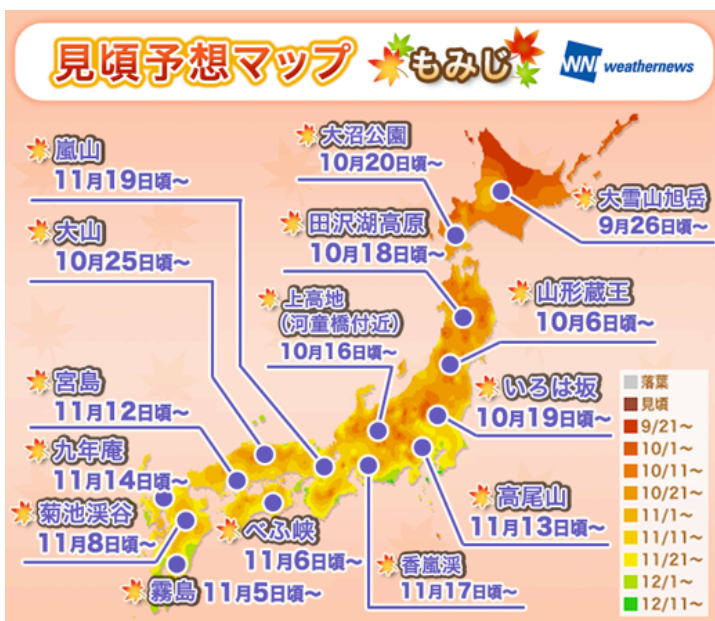 見頃予想マップ もみじ WNI weathernews
嵐山
11月19日頃～
大山
10月25日頃～
大沼公園
10月20日頃～
田沢湖高原
10月18日頃～
上高地
(河童橋付近)
10月16日頃～
大雪山旭岳
9月26日頃～
山形蔵王
10月6日頃～
いろは坂
10月19日頃～
高尾山
11月13日頃～
香嵐渓
11月17日頃～
宮島
11月12日頃～
九年庵
11月14日頃～
菊池渓谷
11月8日頃～
べふ峡
11月6日頃～
霧島 11月5日頃～
落葉
見頃
9/21～
10/1～
10/11～
10/21～
11/1～
11/11～
11/21～
12/1～
12/11～